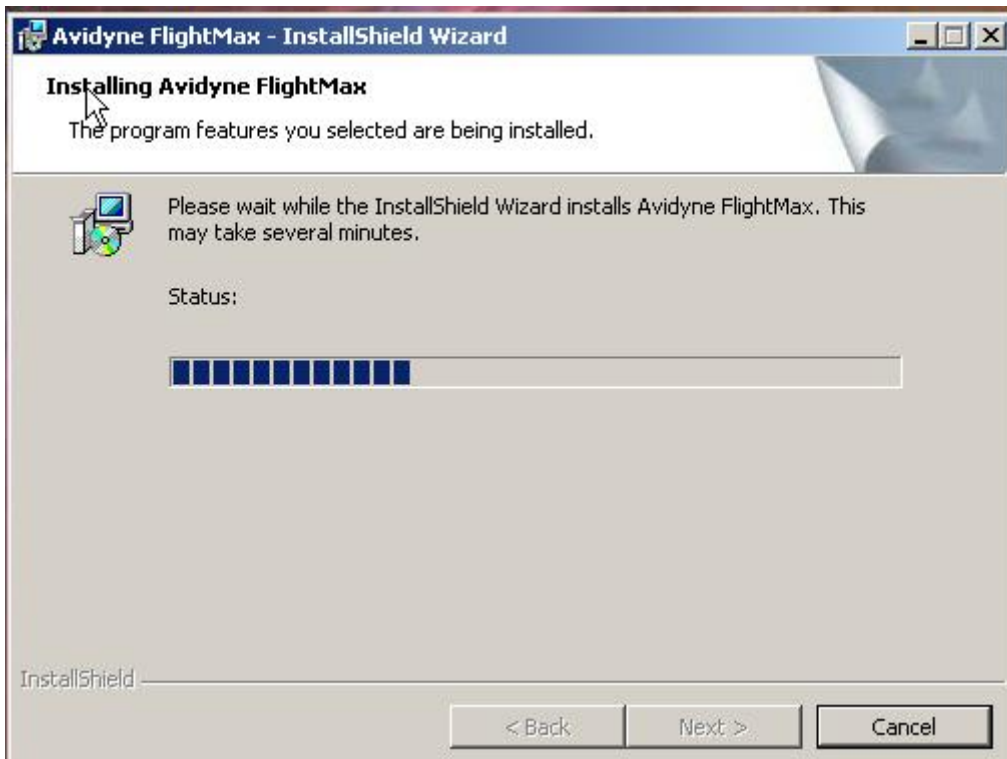 Avidyne FlightMax - InstallShield Wizard
Installing Avidyne FlightMax
The program features you selected are being installed.
Please wait while the InstallShield Wizard installs Avidyne FlightMax. This
may take several minutes.
Status:
InstallShield
< Back Next > Cancel